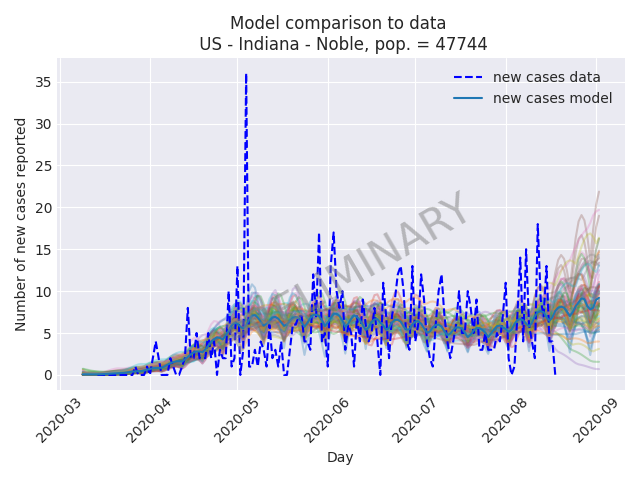 Model comparison to data
US - Indiana - Noble, pop. = 47744
new cases data
new cases model
Number of new cases reported
35
30
25
20
15
10
5
0
2020-03
2020-04
2020-05
2020-06
2020-07
2020-08
2020-09
Day